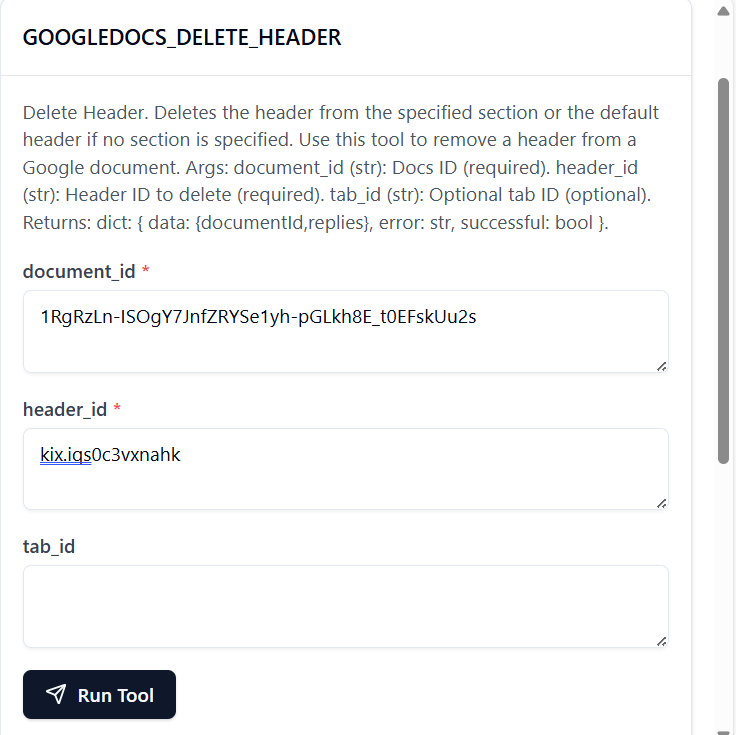 GOOGLEDOCS_DELETE_HEADER
Delete Header. Deletes the header from the specified section or the default
header if no section is specified. Use this tool to remove a header from a
Google document. Args: document_id (str): Docs ID (required). header_id
(str): Header ID to delete (required). tab_id (str): Optional tab ID (optional).
Returns: dict: { data: {documentId,replies}, error: str, successful: bool }.
document_id *
1RgRzLn-ISOgY7JnfZRYSe1yh-pGLkh8E_t0EFskUu2s
header_id *
kix.iqs0c3vxnahk
tab_id
Run Tool